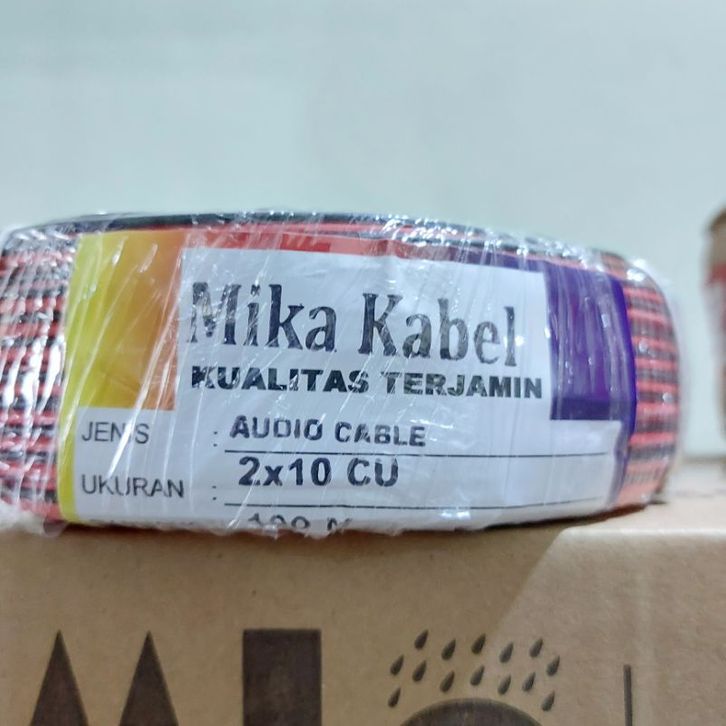 Mika Kabel
KUALITAS TERJAMIN
JENIS : AUDIO CABLE
UKURAN : 2x10 CU